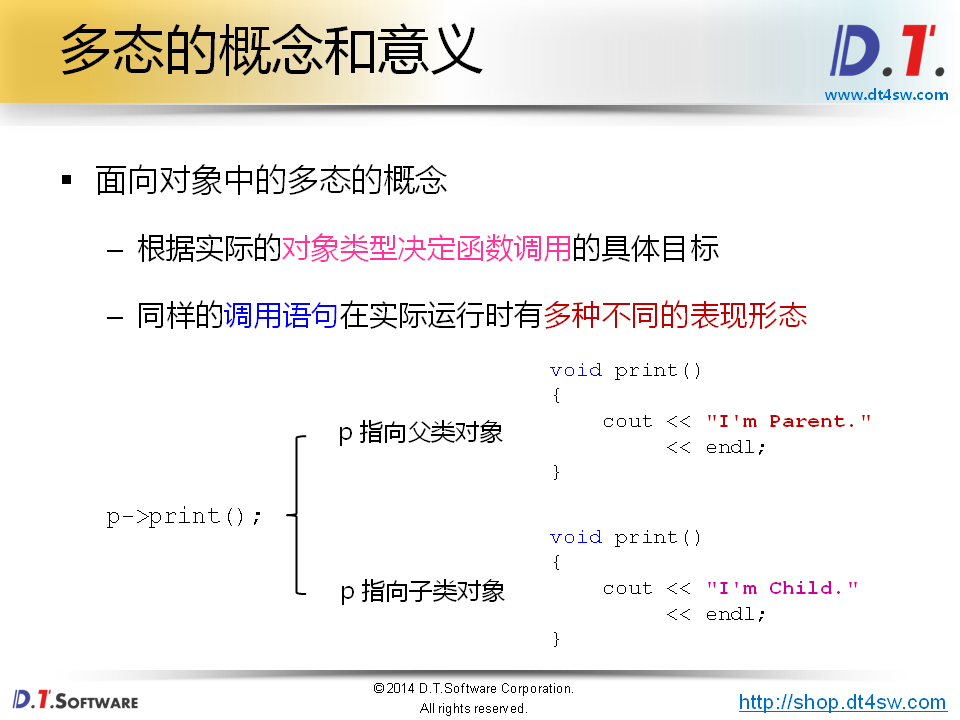 多态的概念和意义
D.T.
www.dt4sw.com
▪ 面向对象中的多态的概念
– 根据实际的对象类型决定函数调用的具体目标
– 同样的调用语句在实际运行时有多种不同的表现形态
void print()
{
cout << "I'm Parent."
<< endl;
}
p 指向父类对象
p->print();
void print()
{
cout << "I'm Child."
<< endl;
}
p 指向子类对象
D.T.SOFTWARE
©2014 D.T.Software Corporation.
All rights reserved.
http://shop.dt4sw.com